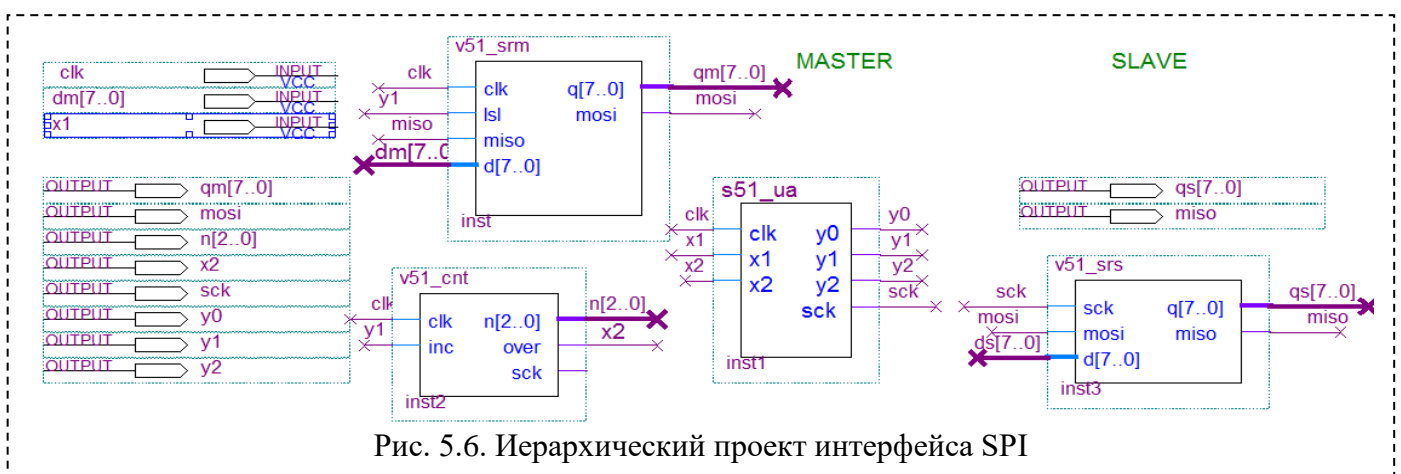 clk
INPUT
VCC
dm[7..0]
INPUT
VCC
x1
INPUT
VCC
OUTPUT
qm[7..0]
OUTPUT
mosi
OUTPUT
n[2..0]
OUTPUT
x2
OUTPUT
sck
OUTPUT
y0
OUTPUT
y1
OUTPUT
y2
v51_srm
clk
y1
miso
dm[7..0
clk
lsl
miso
d[7..0]
q[7..0]
mosi
qm[7..0]
mosi
inst
v51_cnt
clk
y1
clk
inc
n[2..0]
over
sck
n[2..0]
x2
inst2
MASTER
s51_ua
clk
x1
x2
clk
x1
x2
y0
y1
y2
sck
y0
y1
y2
sck
inst1
SLAVE
OUTPUT
qs[7..0]
OUTPUT
miso
v51_srs
sck
mosi
ds[7..0]
sck
mosi
d[7..0]
q[7..0]
miso
qs[7..0]
miso
inst3
Рис. 5.6. Иерархический проект интерфейса SPI